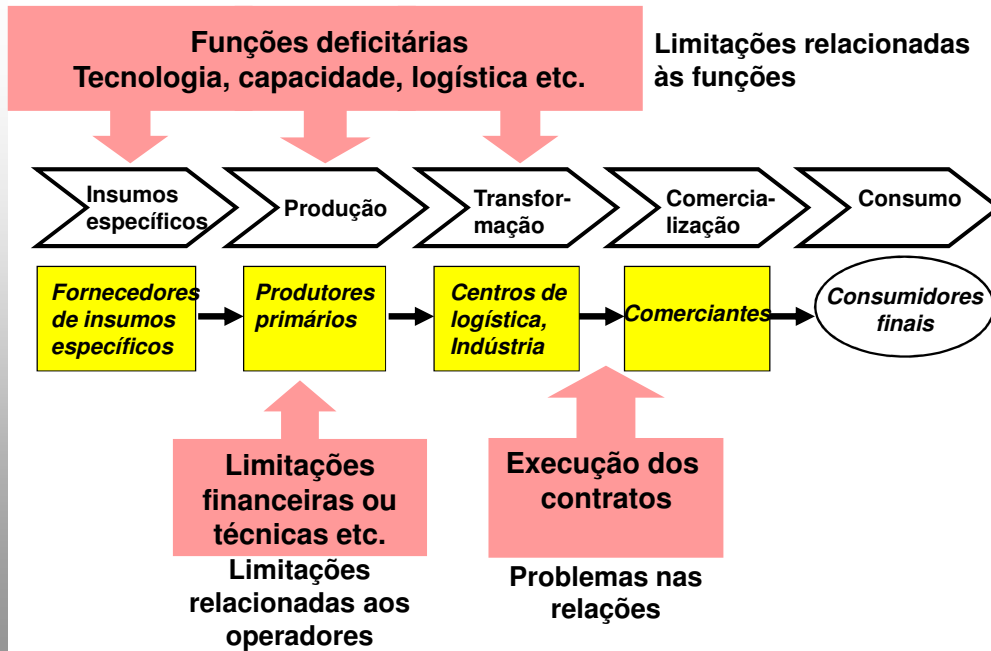 Funções deficitárias
Tecnologia, capacidade, logística etc.
Limitações relacionadas
às funções
Insumos
específicos
Produção
Transfor-
mação
Comercia-
lização
Consumo
Fornecedores
de insumos
específicos
Produtores
primários
Centros de
logística,
Indústria
Comerciantes
Consumidores
finais
Limitações
financeiras ou
técnicas etc.
Limitações
relacionadas aos
operadores
Execução dos
contratos
Problemas nas
relações